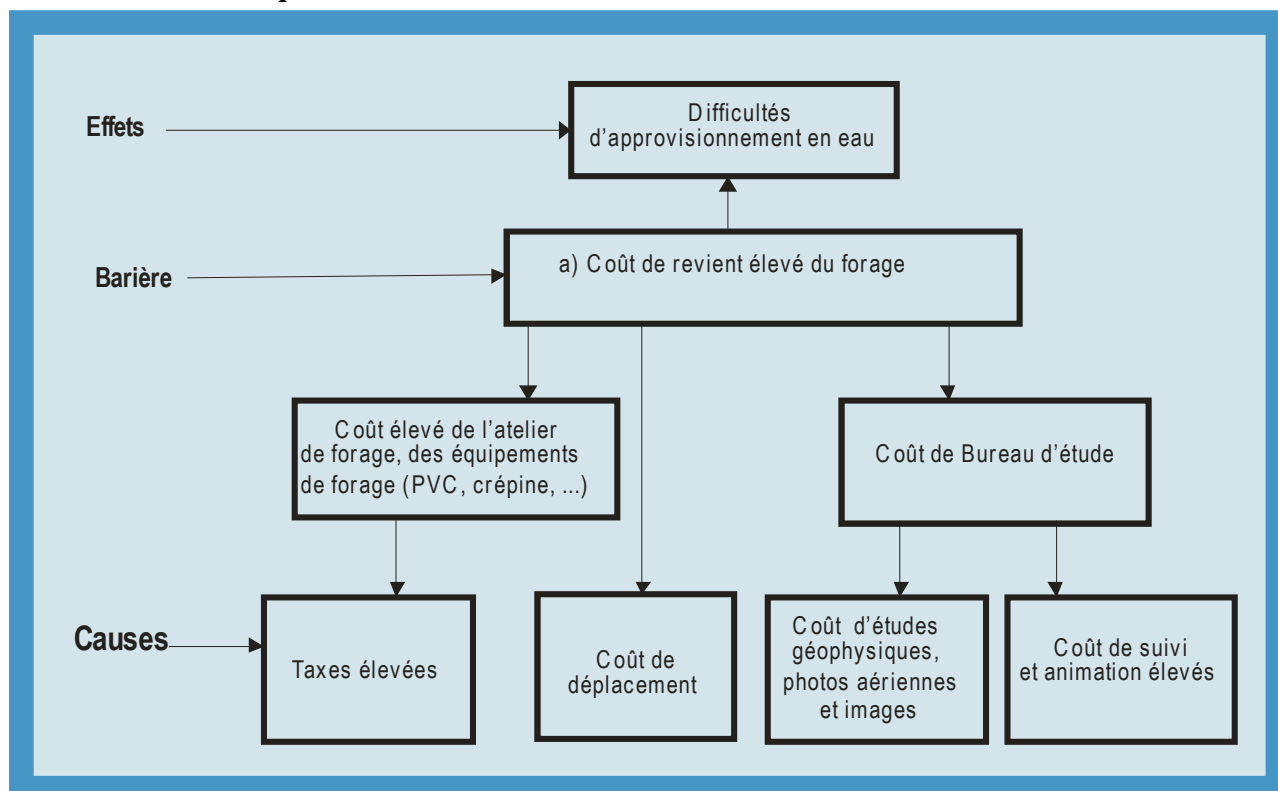 Effets
Difficultés
d'approvisionnement en eau
Barière
a) Coût de revient élevé du forage
Coût élevé de l'atelier
de forage, des équipements
de forage (PVC, crépine, ...)
Coût de Bureau d'étude
Causes
Taxes élevées
Coût de
déplacement
Coût d'études
géophysiques,
photos aériennes
et images
Coût de suivi
et animation élevés